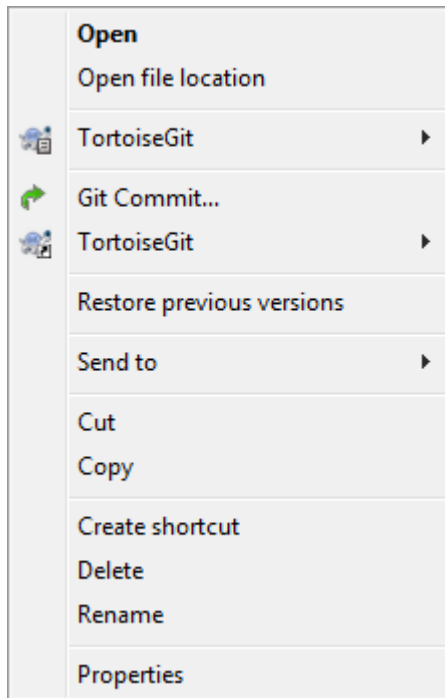 Open
Open file location
TortoiseGit
Git Commit...
TortoiseGit
Restore previous versions
Send to
Cut
Copy
Create shortcut
Delete
Rename
Properties